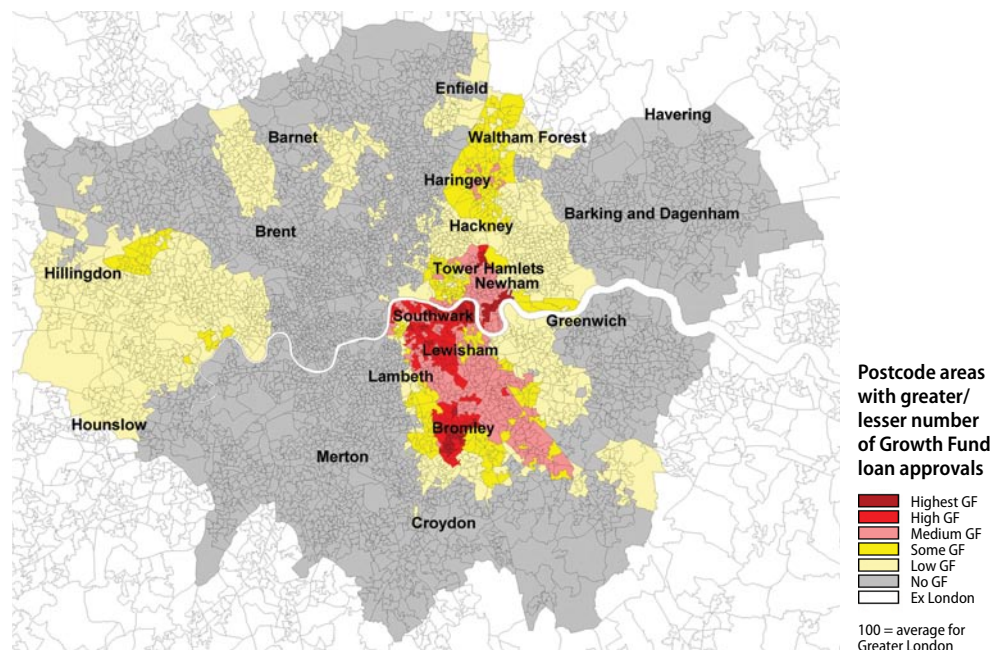 Enfield
Havering
Barnet
Waltham Forest
Haringey
Barking and Dagenham
Hackney
Brent
Tower Hamlets
Hillingdon
Newham
Southwark
Greenwich
Lewisham
Lambeth
Hounslow
Bromley
Merton
Croydon
Postcode areas
with greater/
lesser number
of Growth Fund
loan approvals
Highest GF
High GF
Medium GF
Some GF
Low GF
No GF
Ex London
100 = average for
Greater London